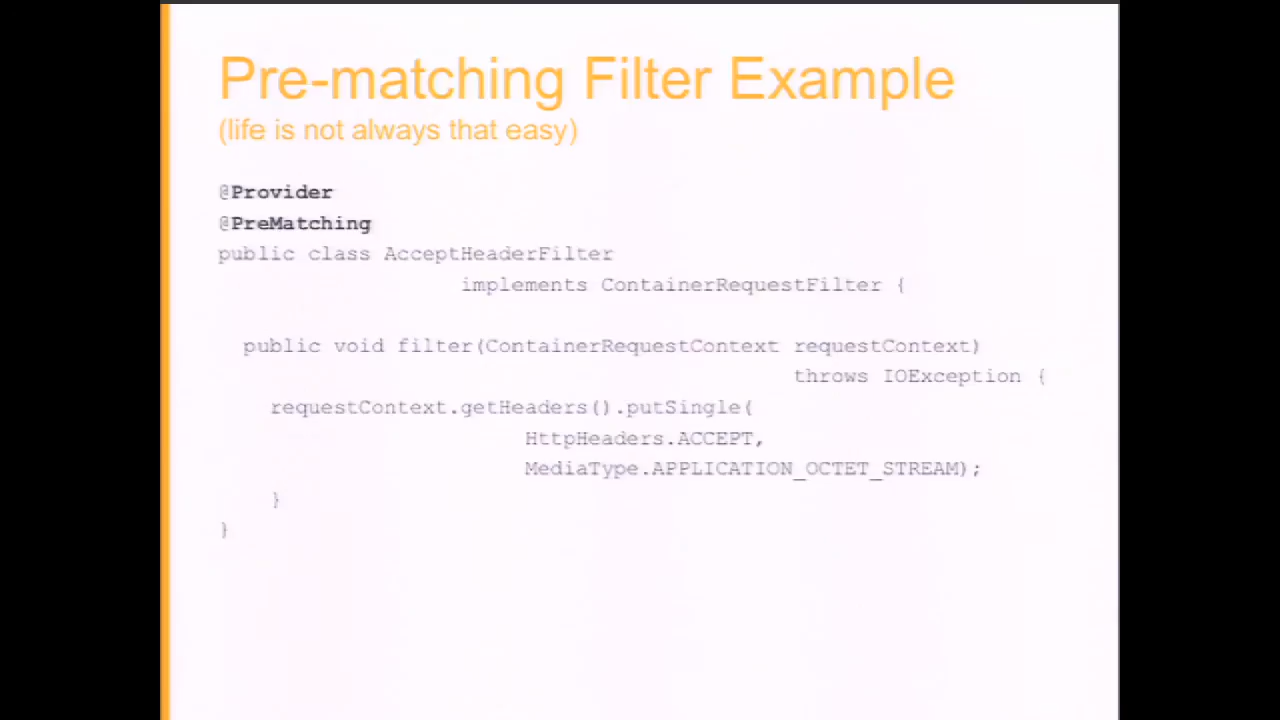 Pre-matching Filter Example
(life is not always that easy)
@Provider
@PreMatching
public class AcceptHeaderFilter
implements ContainerRequestFilter {
public void filter(ContainerRequestContext requestContext)
throws IOException {
requestContext.getHeaders().putSingle(
HttpHeaders.ACCEPT,
MediaType.APPLICATION_OCTET_STREAM);
}
}